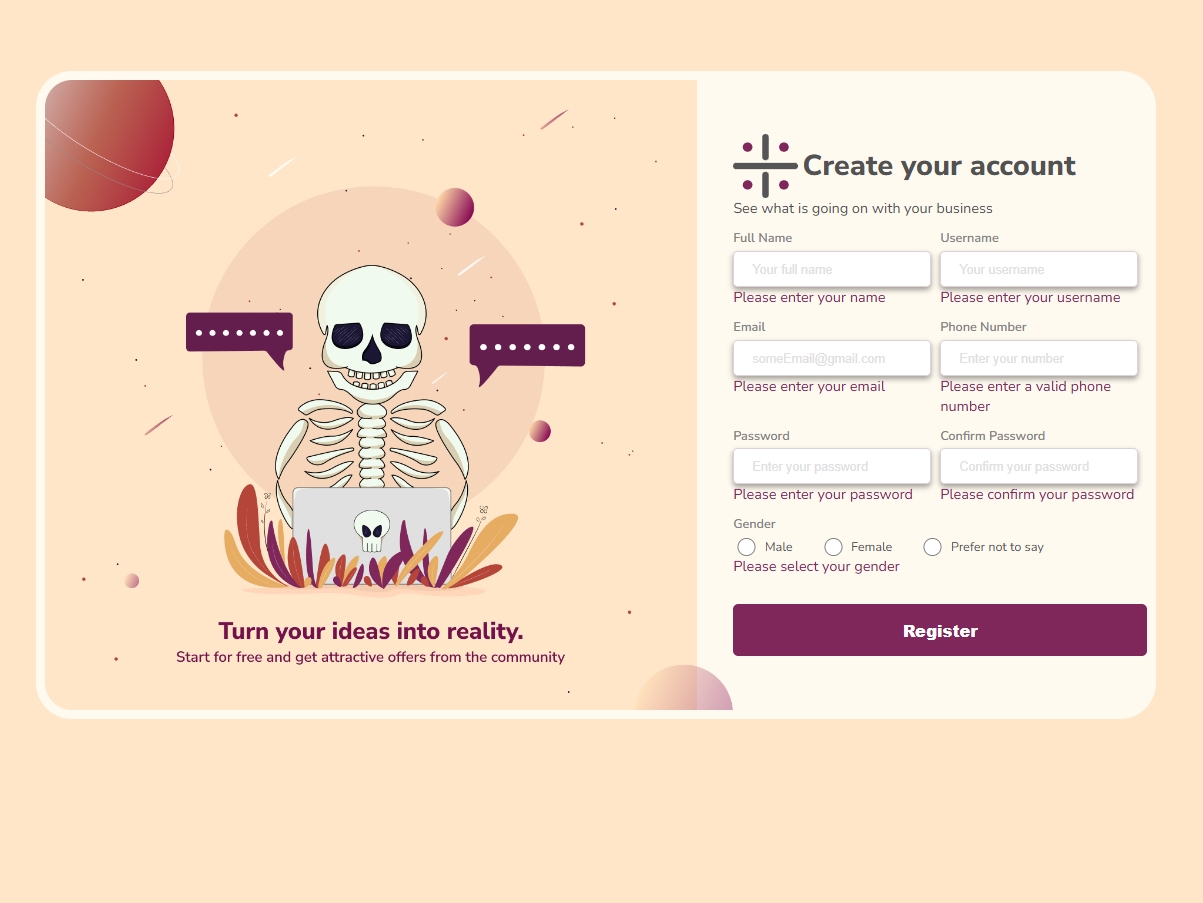 Create your account
See what is going on with your business
Full Name
Username
Your full name
Your username
Please enter your name
Please enter your username
Email
Phone Number
someEmail@gmail.com
Enter your number
Please enter your email
Please enter a valid phone
number
Password
Confirm Password
Enter your password
Confirm your password
Please enter your password
Please confirm your password
Gender
Male
Female
Prefer not to say
Please select your gender
Register
Turn your ideas into reality.
Start for free and get attractive offers from the community